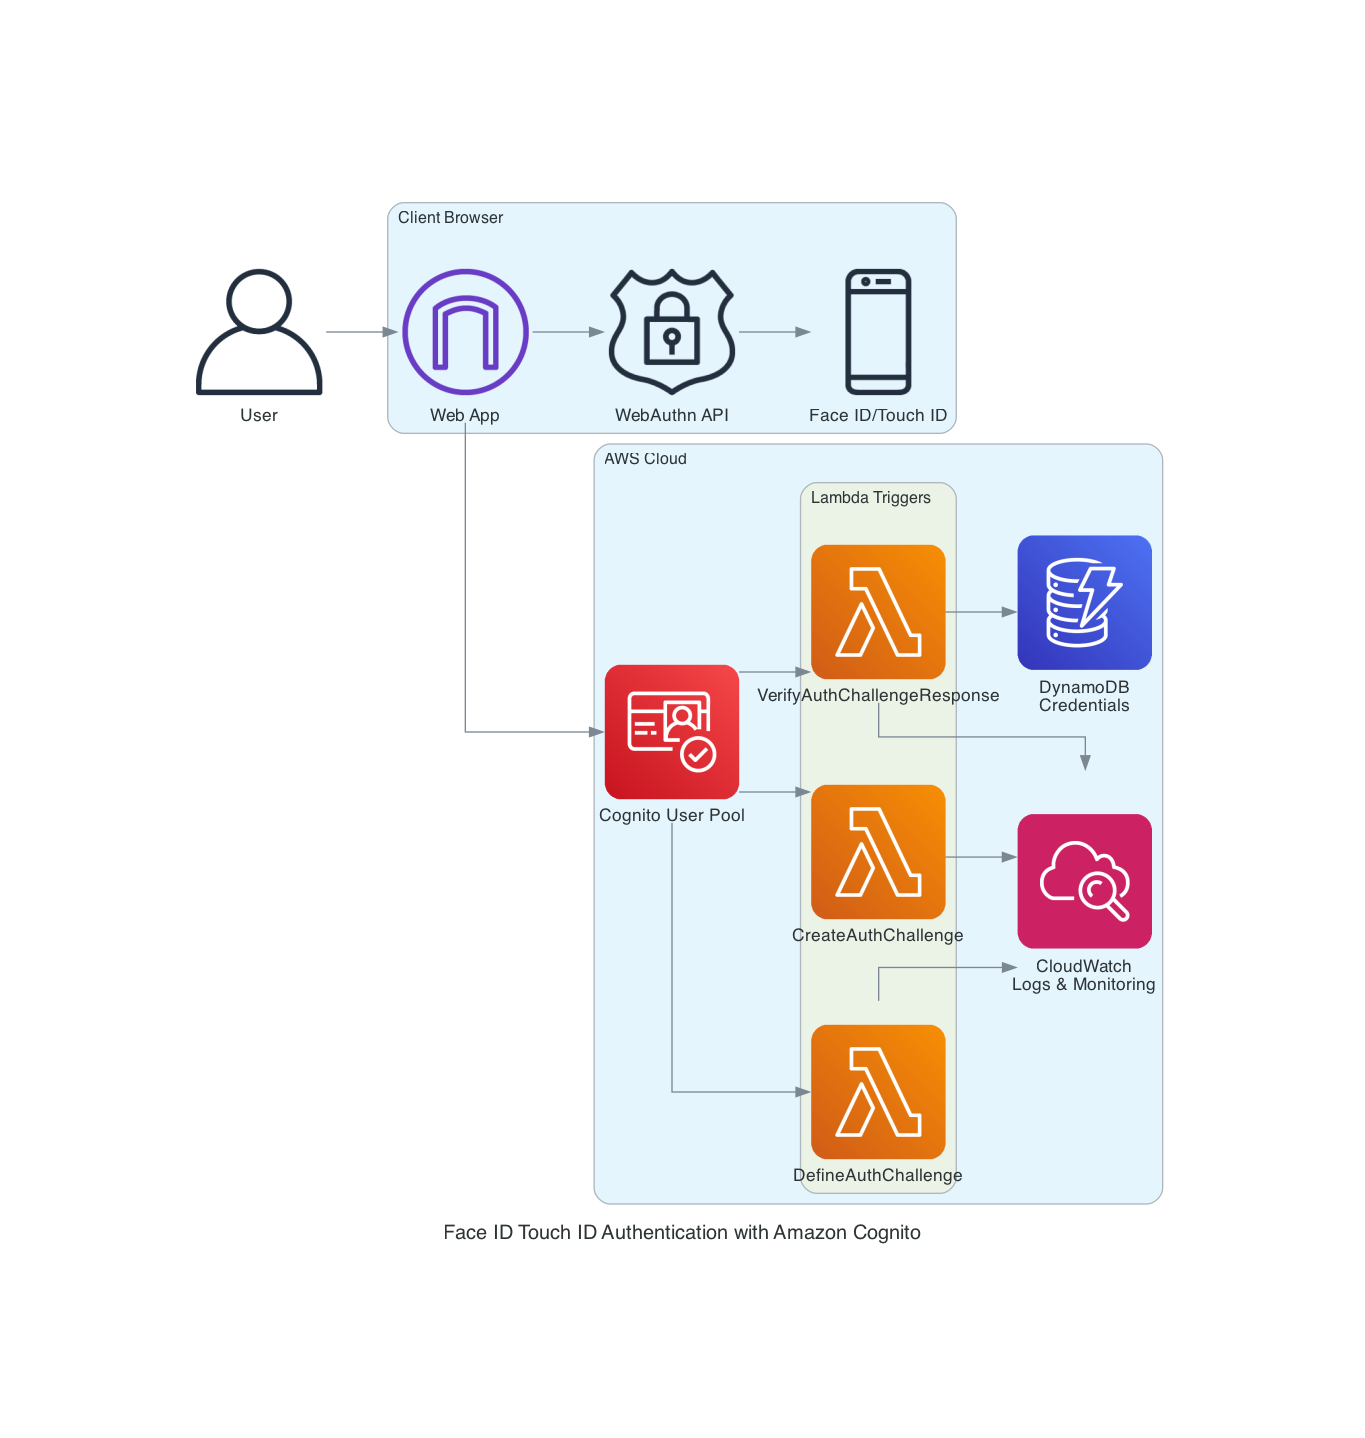 Client Browser
User
Web App
WebAuthn API
Face ID/Touch ID
AWS Cloud
Lambda Triggers
VerifyAuthChallengeResponse
DynamoDB
Credentials
Cognito User Pool
CreateAuthChallenge
CloudWatch
Logs & Monitoring
DefineAuthChallenge
Face ID Touch ID Authentication with Amazon Cognito